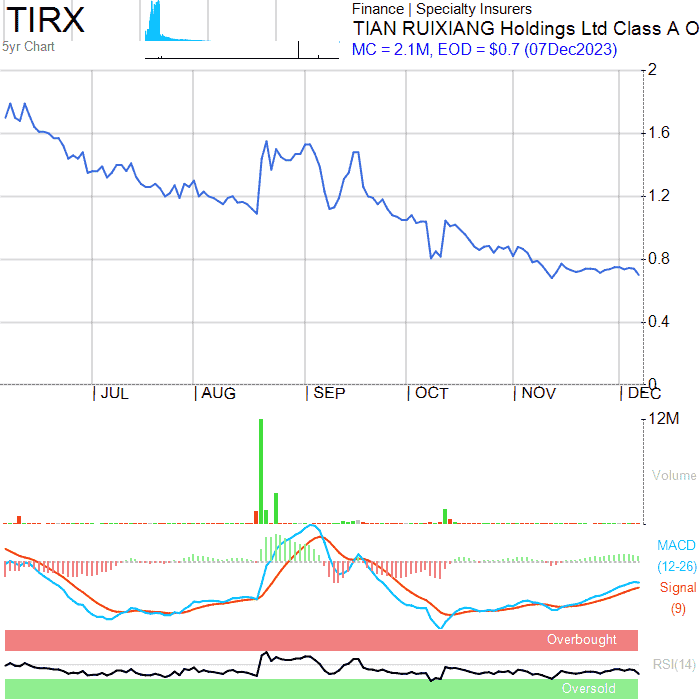 TIRX
5yr Chart
Finance | Specialty Insurers
TIAN RUIXIANG Holdings Ltd Class A O
MC = 2.1M, EOD = $0.7 (07Dec2023)
2
1.6
1.2
0.8
0.4
0
JUL AUG SEP OCT NOV DEC
12M
Volume
MACD
(12-26)
Signal
(9)
Overbought
RSI(14)
Oversold